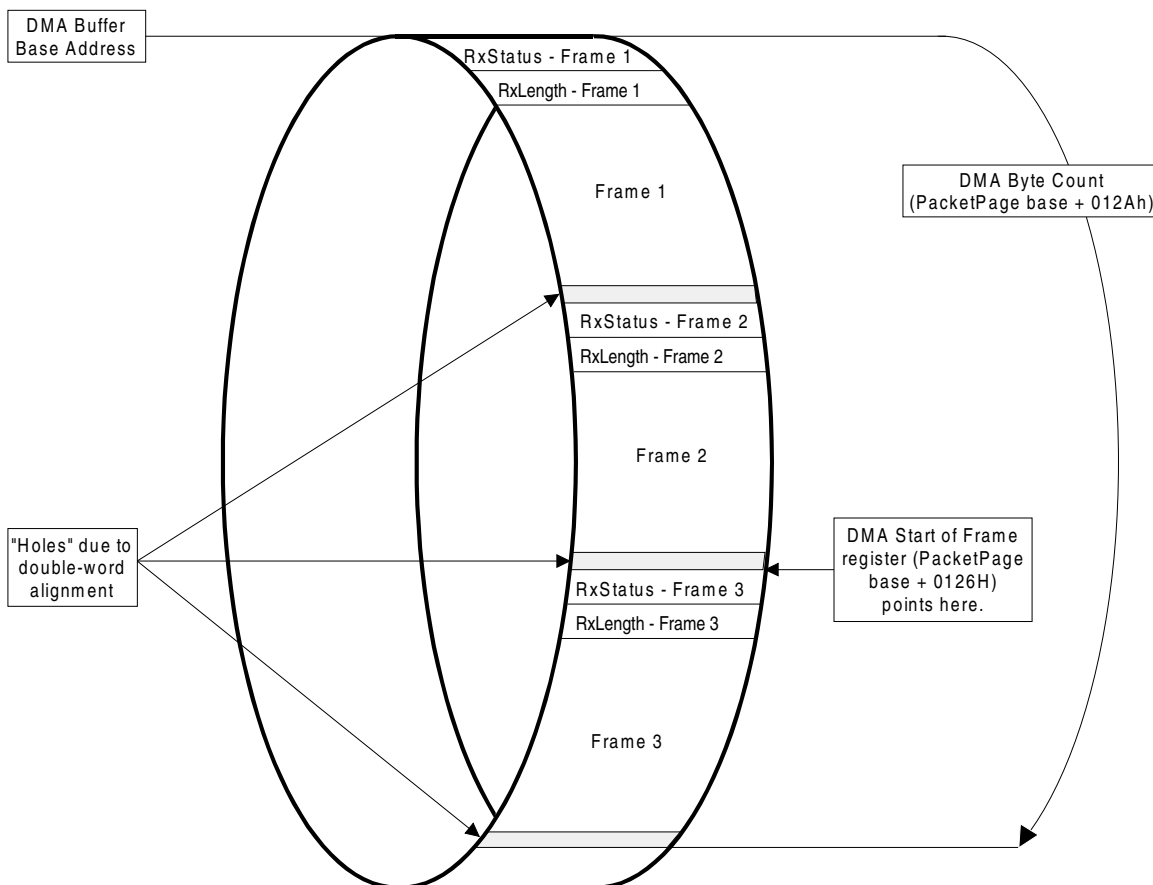 DMA Buffer
Base Address
RxStatus - Frame 1
RxLength - Frame 1
Frame 1
DMA Byte Count
(PacketPage base + 012Ah)
RxStatus - Frame 2
RxLength - Frame 2
Frame 2
"Holes" due to
double-word
alignment
DMA Start of Frame
register (PacketPage
base + 0126H)
points here.
RxStatus - Frame 3
RxLength - Frame 3
Frame 3